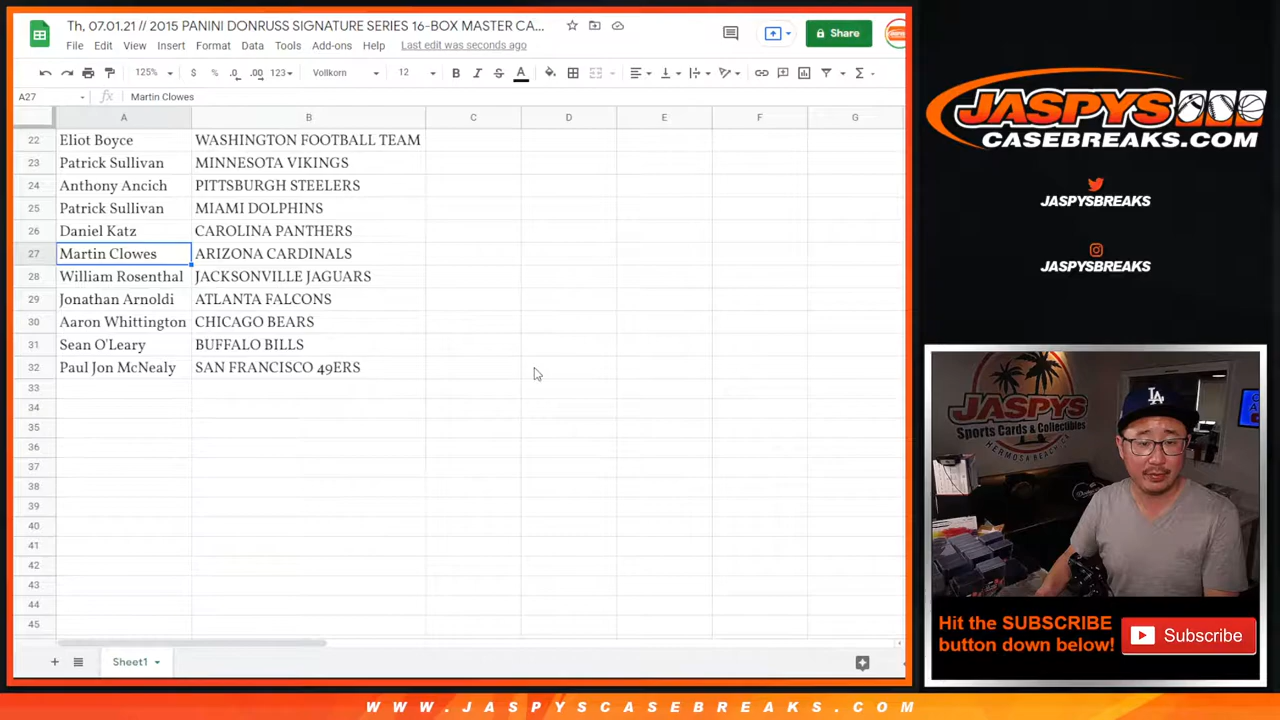 Th, 07.01.21 // 2015 PANINI DONRUSS SIGNATURE SERIES 16-BOX MASTER CA...
File Edit View Insert Format Data Tools Add-ons Help Last edit was seconds ago
Share
125% $ % .0 .00 123 Vollkorn 12 B I S A
A27 fx Martin Clowes
A B C D E F G
22 Eliot Boyce WASHINGTON FOOTBALL TEAM
23 Patrick Sullivan MINNESOTA VIKINGS
24 Anthony Ancich PITTSBURGH STEELERS
25 Patrick Sullivan MIAMI DOLPHINS
26 Daniel Katz CAROLINA PANTHERS
27 Martin Clowes ARIZONA CARDINALS
28 William Rosenthal JACKSONVILLE JAGUARS
29 Jonathan Arnoldi ATLANTA FALCONS
30 Aaron Whittington CHICAGO BEARS
31 Sean O'Leary BUFFALO BILLS
32 Paul Jon McNealy SAN FRANCISCO 49ERS
33
34
35
36
37
38
39
40
41
42
43
44
45
Sheet1
JASPYS
CASEBREAKS.COM
JASPYSBREAKS
JASPYSBREAKS
JASPYS
Sports Cards & Collectibles
HERMOSA BEACH, CA
LA
Hit the SUBSCRIBE
button down below!
Subscribe
WWW.JASPYSCASEBREAKS.COM